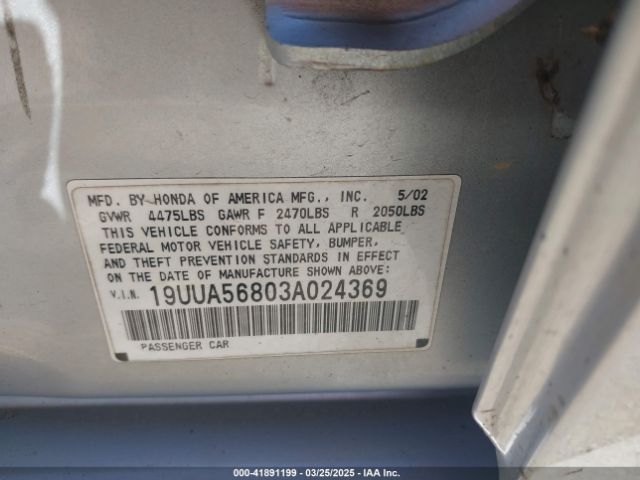 MFD. BY HONDA OF AMERICA MFG., INC. 5/02
GVWR 4475LBS GAWR F 2470LBS R 2050LBS
THIS VEHICLE CONFORMS TO ALL APPLICABLE
FEDERAL MOTOR VEHICLE SAFETY, BUMPER,
AND THEFT PREVENTION STANDARDS IN EFFECT
ON THE DATE OF MANUFACTURE SHOWN ABOVE:
V.I.N. 19UUA56803A024369
PASSENGER CAR
000-41891199 | 03/25/2025 | IAA Inc.